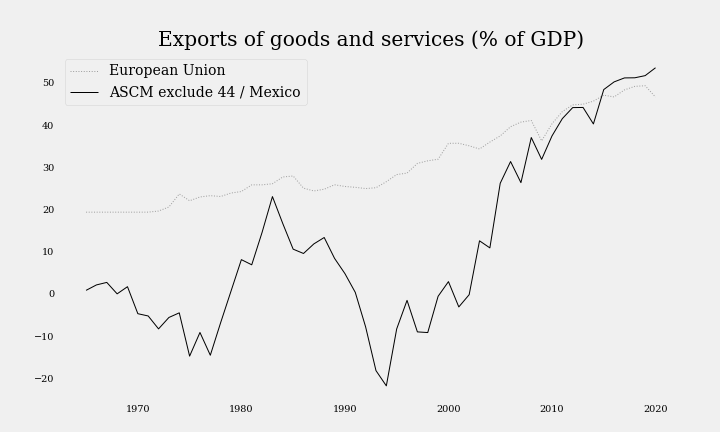 Exports of goods and services (% of GDP)
European Union
ASCM exclude 44 / Mexico
50
40
30
20
10
0
−10
−20
1970 1980 1990 2000 2010 2020